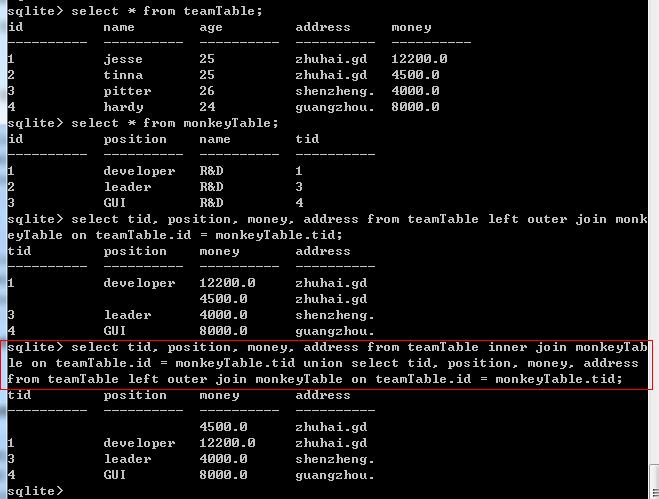 sqlite> select * from teamTable;
id          name        age         address     money
----------  ----------  ----------  ----------  ----------
1           jesse       25          zhuhai.gd   12200.0
2           tinna       25          zhuhai.gd   4500.0
3           pitter      26          shenzheng.  4000.0
4           hardy       24          guangzhou.  8000.0
sqlite> select * from monkeyTable;
id          position    name        tid
----------  ----------  ----------  ----------
1           developer   R&D         1
2           leader      R&D         3
3           GUI         R&D         4
sqlite> select tid, position, money, address from teamTable left outer join monk
eyTable on teamTable.id = monkeyTable.tid;
tid         position    money       address
----------  ----------  ----------  ----------
1           developer   12200.0     zhuhai.gd
                        4500.0      zhuhai.gd
3           leader      4000.0      shenzheng.
4           GUI         8000.0      guangzhou.
sqlite> select tid, position, money, address from teamTable inner join monkeyTab
le on teamTable.id = monkeyTable.tid union select tid, position, money, address
from teamTable left outer join monkeyTable on teamTable.id = monkeyTable.tid;
tid         position    money       address
----------  ----------  ----------  ----------
                        4500.0      zhuhai.gd
1           developer   12200.0     zhuhai.gd
3           leader      4000.0      shenzheng.
4           GUI         8000.0      guangzhou.
sqlite>